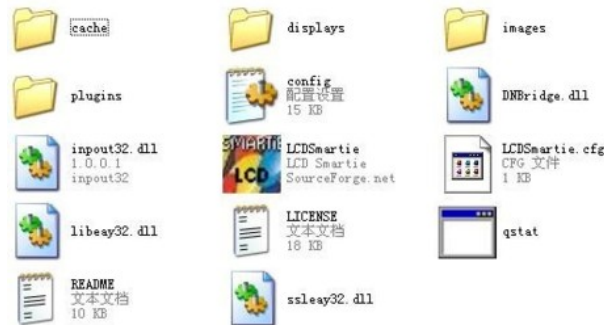 cache
displays
images
plugins
config
配置设置
15 KB
DNBridge.dll
inpout32.dll
1.0.0.1
inpout32
SMARTIE
LCD
LCDSmartie
LCD Smartie
SourceForge.net
LCDSmartie.cfg
CFG 文件
1 KB
libeay32.dll
LICENSE
文本文档
18 KB
qstat
README
文本文档
10 KB
ssleay32.dll